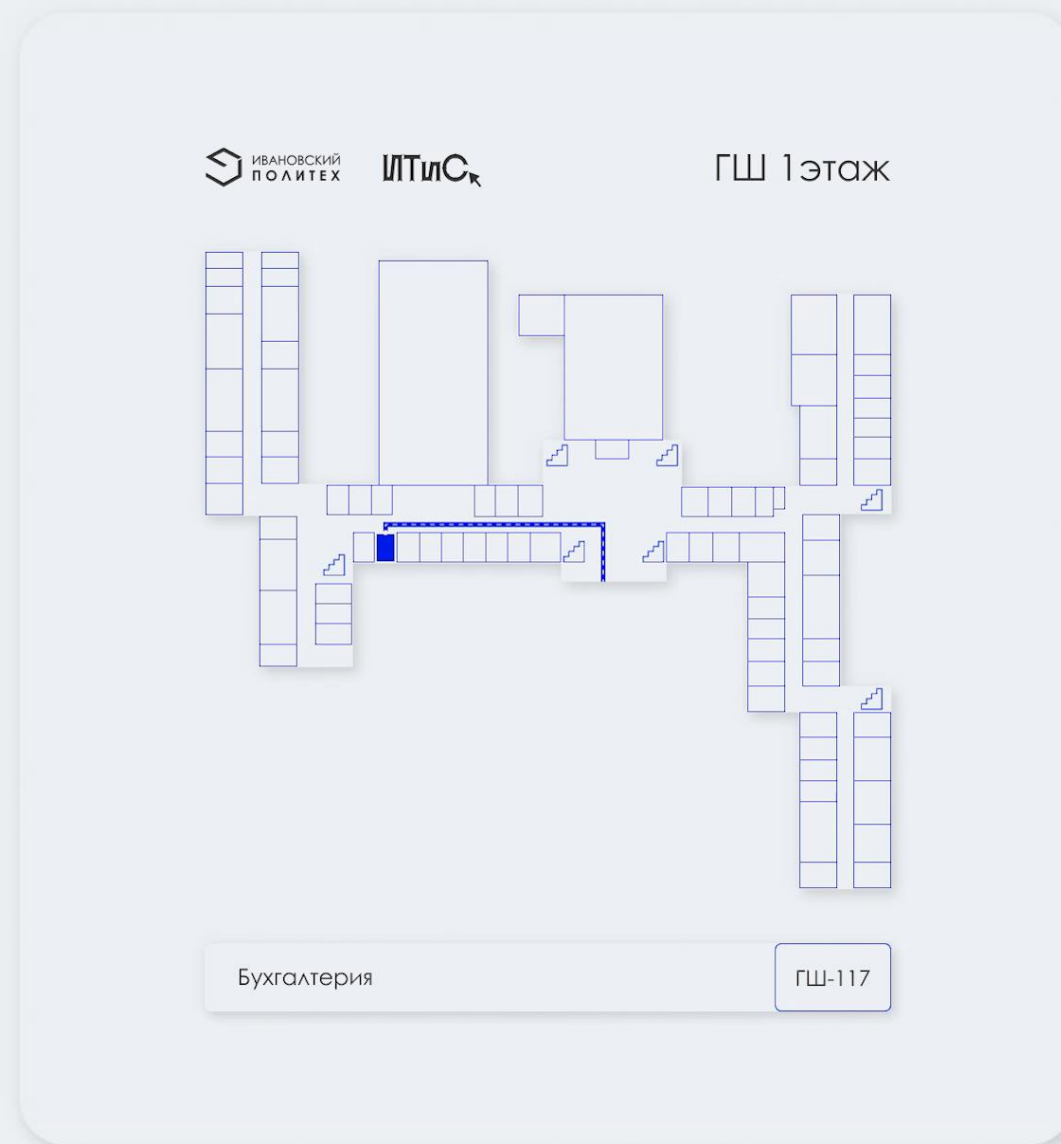 ИВАНОВСКИЙ
ПОЛИТЕХ
ИТиС
ГШ 1этаж
Бухгалтерия
ГШ-117